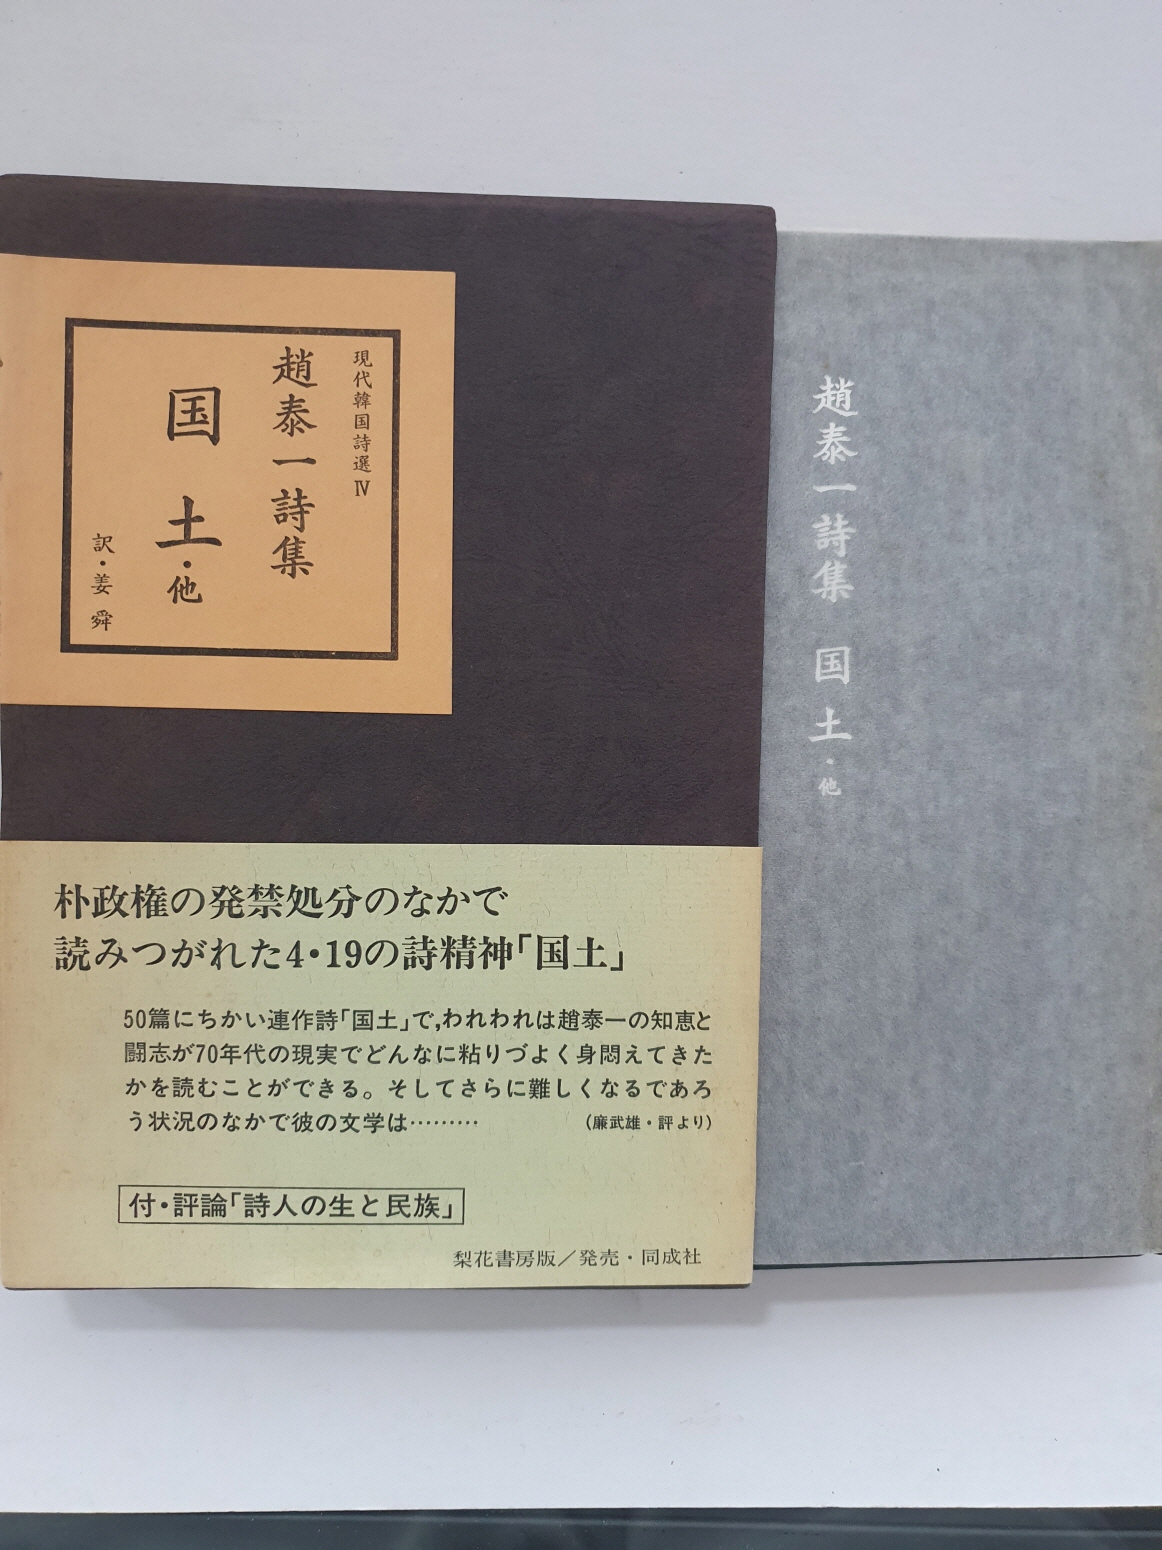 現代韓国詩選Ⅳ
趙泰一詩集
国土・他
訳・姜舜
朴政権の発禁処分のなかで
読みつがれた4・19の詩精神「国土」
50篇にちかい連作詩「国土」で,われわれは趙泰一の知恵と
闘志が70年代の現実でどんなに粘りづよく身悶えてきた
かを読むことができる。そしてさらに難しくなるであろ
う状況のなかで彼の文学は………
(廉武雄・評より)
付・評論「詩人の生と民族」
梨花書房版／発売・同成社
趙泰一詩集 国土・他